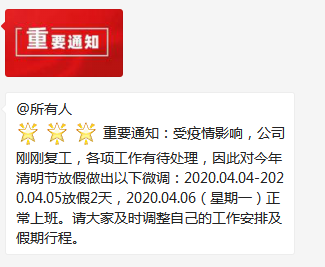 重要通知
@所有人
🌟 🌟 🌟 重要通知：受疫情影响，公司
刚刚复工，各项工作有待处理，因此对今年
清明节放假做出以下微调：2020.04.04-202
0.04.05放假2天，2020.04.06（星期一）正
常上班。请大家及时调整自己的工作安排及
假期行程。